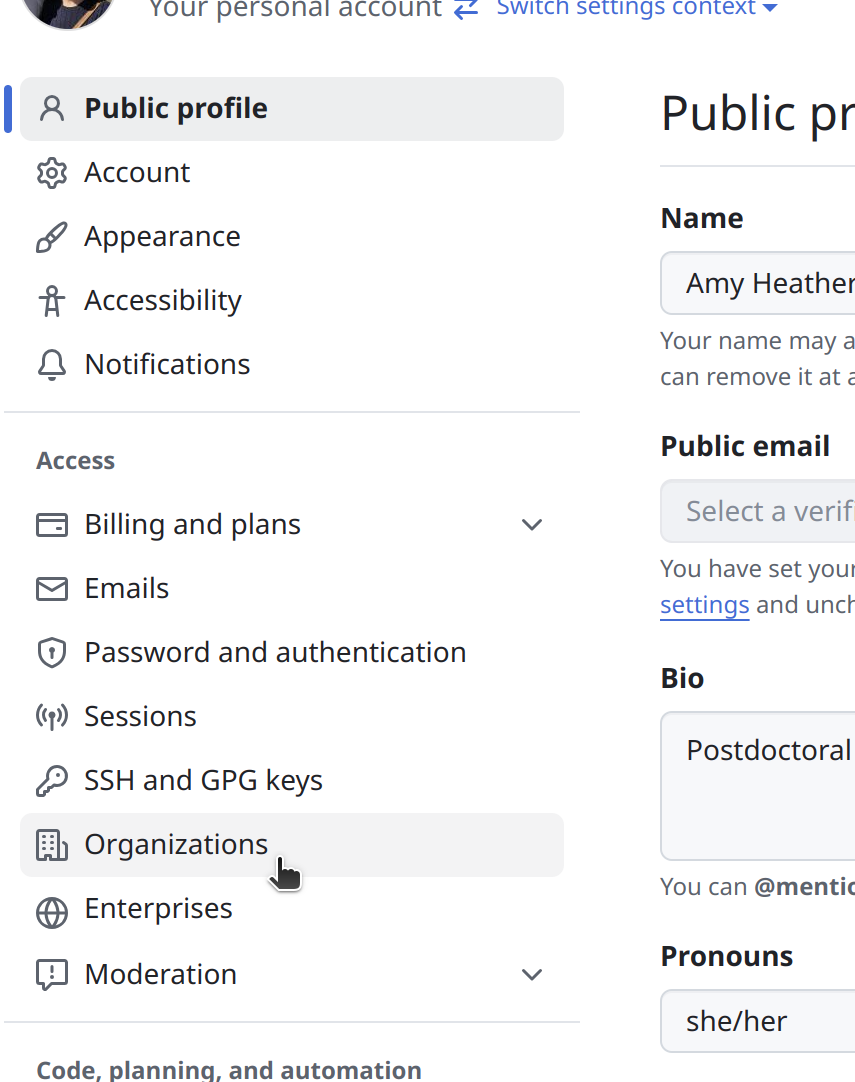 Your personal account Switch settings context
Public profile
Account
Appearance
Accessibility
Notifications
Access
Billing and plans
Emails
Password and authentication
Sessions
SSH and GPG keys
Organizations
Enterprises
Moderation
Code, planning, and automation
Public pr
Name
Amy Heather
Your name may a
can remove it at a
Public email
Select a verifi
You have set your
settings and unch
Bio
Postdoctoral
You can @mentio
Pronouns
she/her